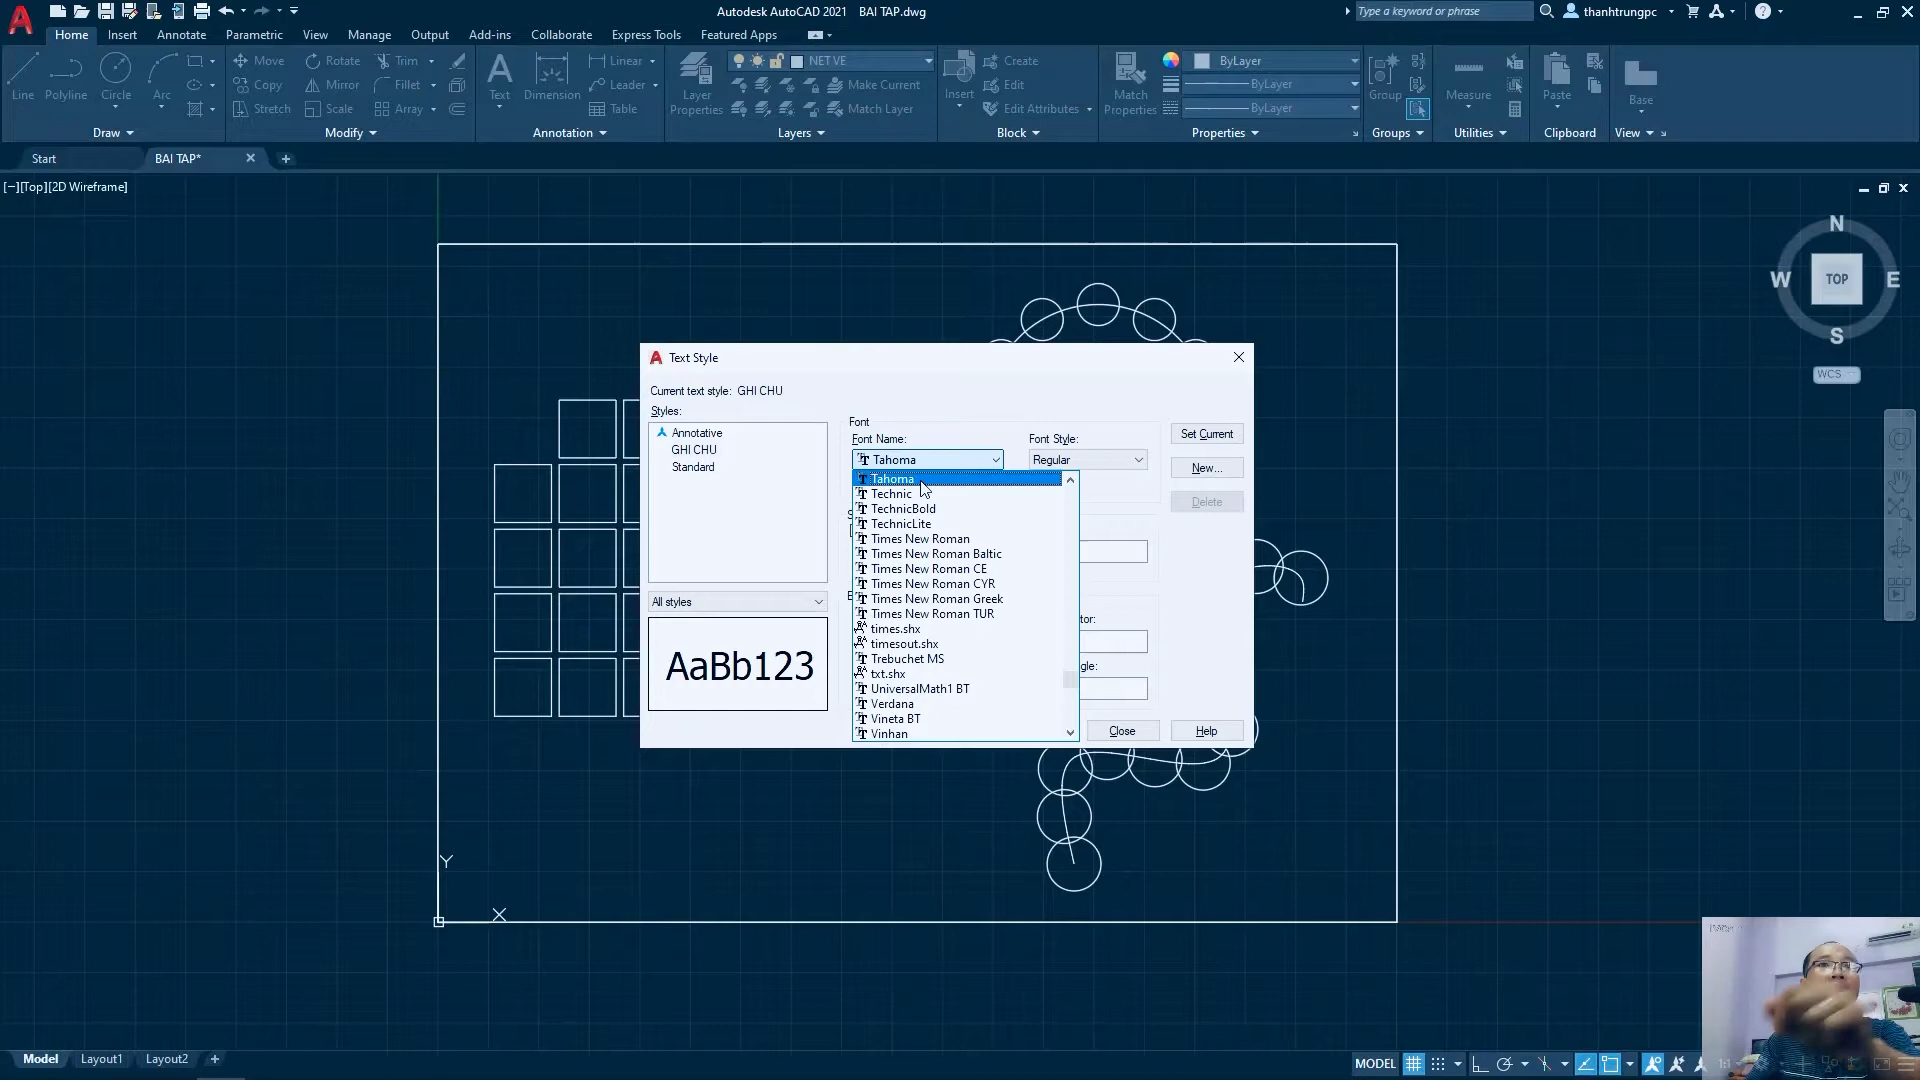 Autodesk AutoCAD 2021 BAI TAP.dwg
Type a keyword or phrase
thanhtrungpc
Home Insert Annotate Parametric View Manage Output Add-ins Collaborate Express Tools Featured Apps
Line Polyline Circle Arc
Move Rotate Trim
Copy Mirror Fillet
Stretch Scale Array
Text Dimension
Linear
Leader
Table
Layer Properties
NET VE
Make Current
Match Layer
Insert
Create
Edit
Edit Attributes
Match Properties
ByLayer
ByLayer
ByLayer
Group Measure Paste Base
Draw Modify Annotation Layers Block Properties Groups Utilities Clipboard View
Start BAI TAP*
[−][Top][2D Wireframe]
N
W TOP E
S
WCS
Text Style
Current text style: GHI CHU
Styles:
Annotative
GHI CHU
Standard
All styles
AaBb123
Font
Font Name:
Tahoma
Font Style:
Regular
Set Current
New...
Delete
Tahoma
Technic
TechnicBold
TechnicLite
Times New Roman
Times New Roman Baltic
Times New Roman CE
Times New Roman CYR
Times New Roman Greek
Times New Roman TUR
times.shx
timesout.shx
Trebuchet MS
txt.shx
UniversalMath1 BT
Verdana
Vineta BT
Vinhan
tor:
gle:
Close Help
Y
X
Model Layout1 Layout2
MODEL